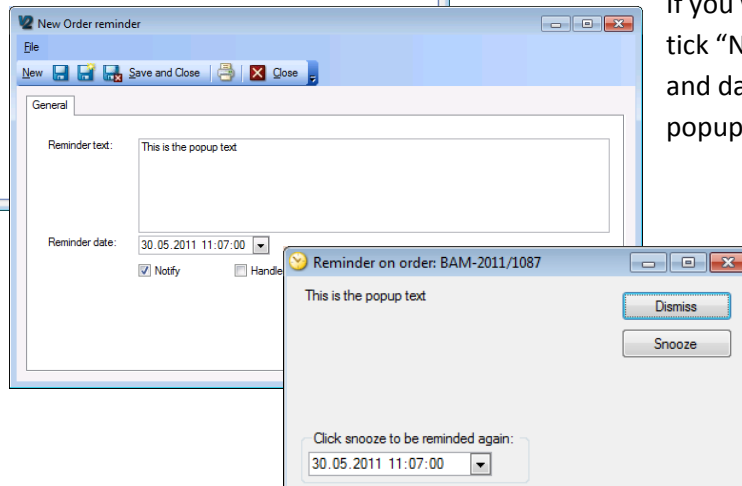 New Order reminder
File
New Save and Close Close
General
Reminder text: This is the popup text
Reminder date: 30.05.2011 11:07:00
Notify Handle
If you
tick “N
and da
popup
Reminder on order: BAM-2011/1087
This is the popup text
Dismiss
Snooze
Click snooze to be reminded again:
30.05.2011 11:07:00